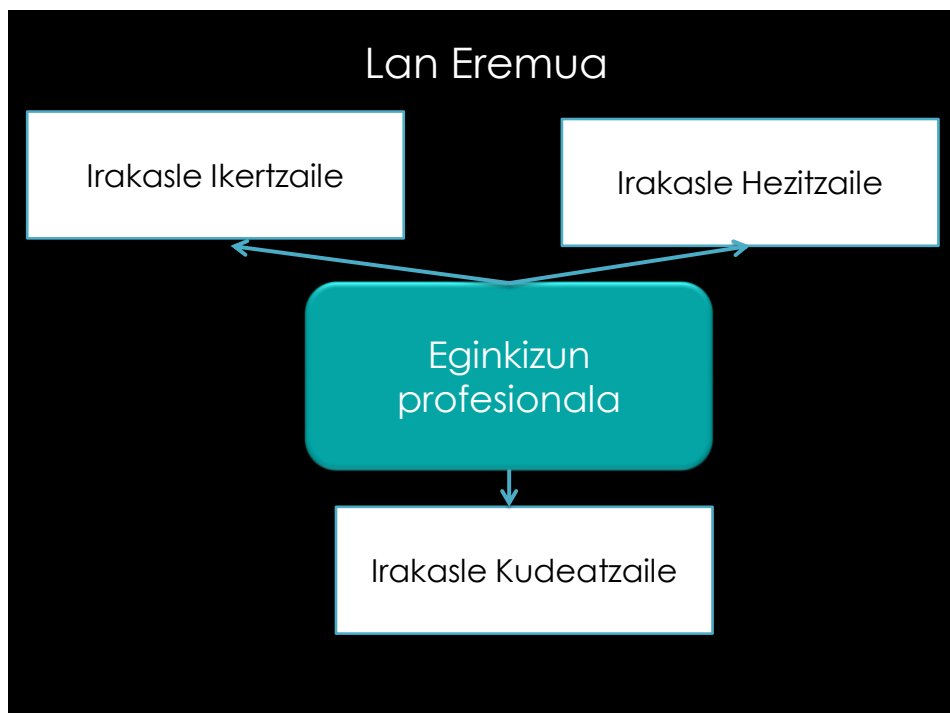 Lan Eremua
Irakasle Ikertzaile
Irakasle Hezitzaile
Eginkizun
profesionala
Irakasle Kudeatzaile